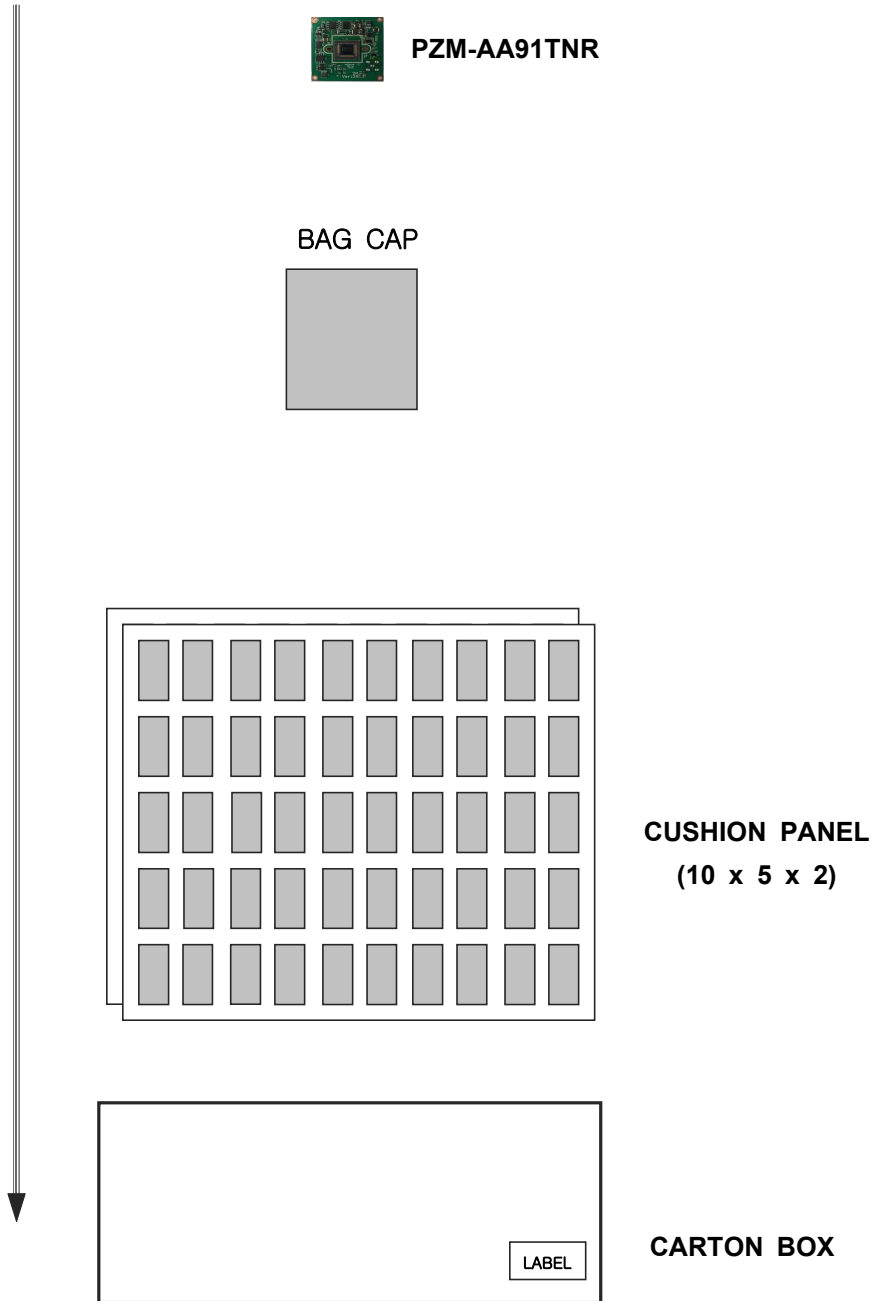 PZM-AA91TNR
BAG CAP
CUSHION PANEL
(10 x 5 x 2)
CARTON BOX
LABEL